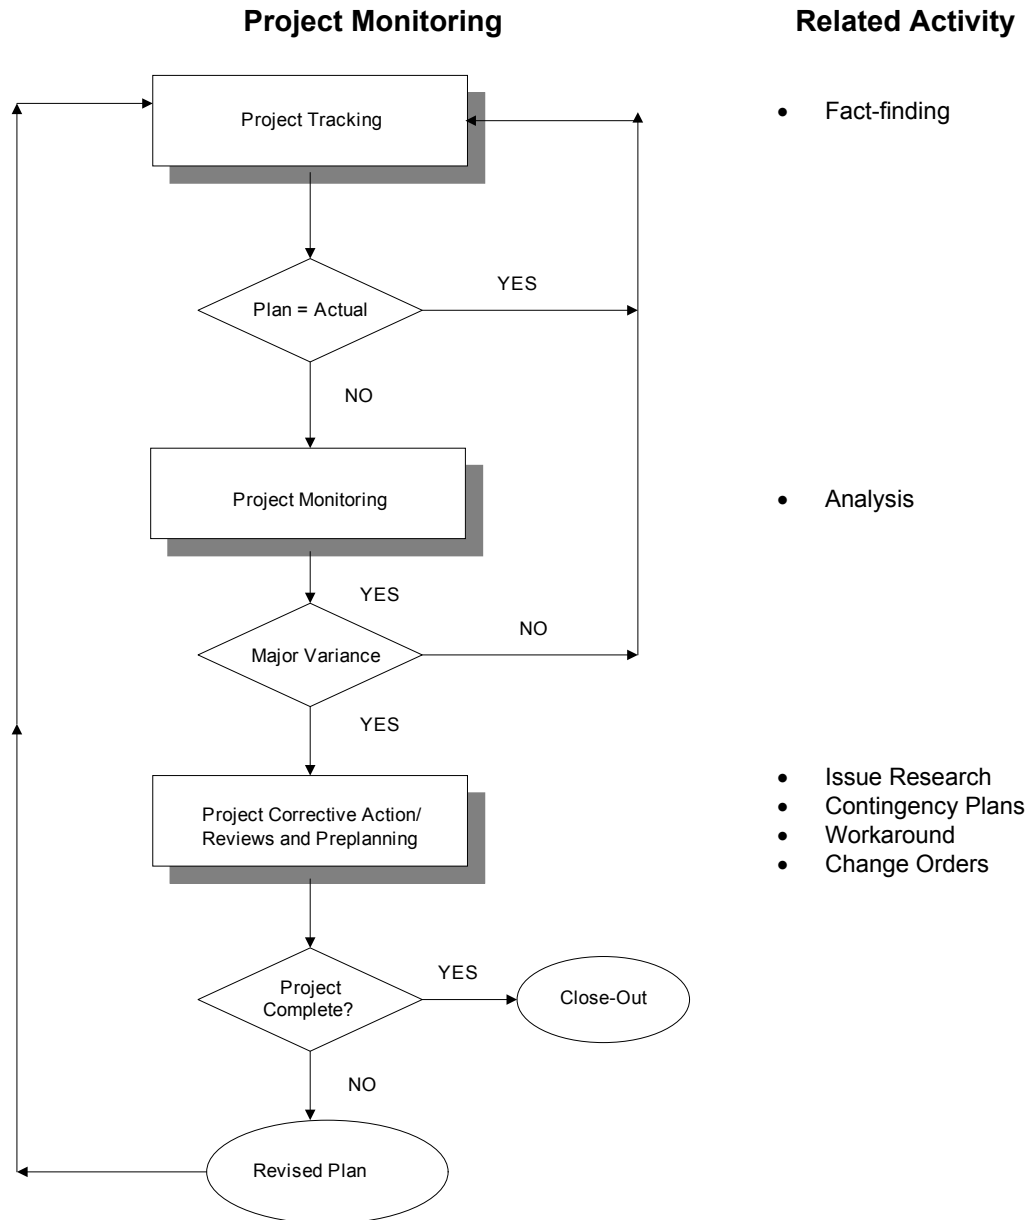 Project Monitoring
Related Activity
Project Tracking
• Fact-finding
YES
Plan = Actual
NO
Project Monitoring
• Analysis
YES
NO
Major Variance
YES
Project Corrective Action/
Reviews and Preplanning
• Issue Research
• Contingency Plans
• Workaround
• Change Orders
YES
Project
Complete?
Close-Out
NO
Revised Plan